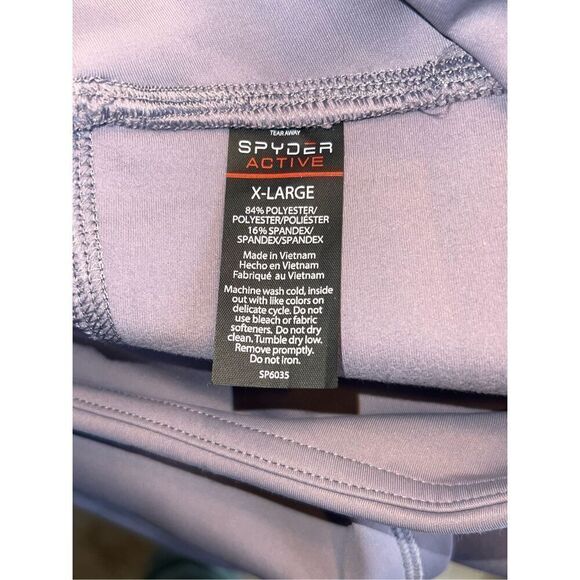 TEAR AWAY
SPYDER
ACTIVE
X-LARGE
84% POLYESTER/
POLYESTER/POLIÉSTER
16% SPANDEX/
SPANDEX/SPANDEX
Made in Vietnam
Hecho en Vietnam
Fabriqué au Vietnam
Machine wash cold, inside
out with like colors on
delicate cycle. Do not
use bleach or fabric
softeners. Do not dry
clean. Tumble dry low.
Remove promptly.
Do not iron.
SP6035